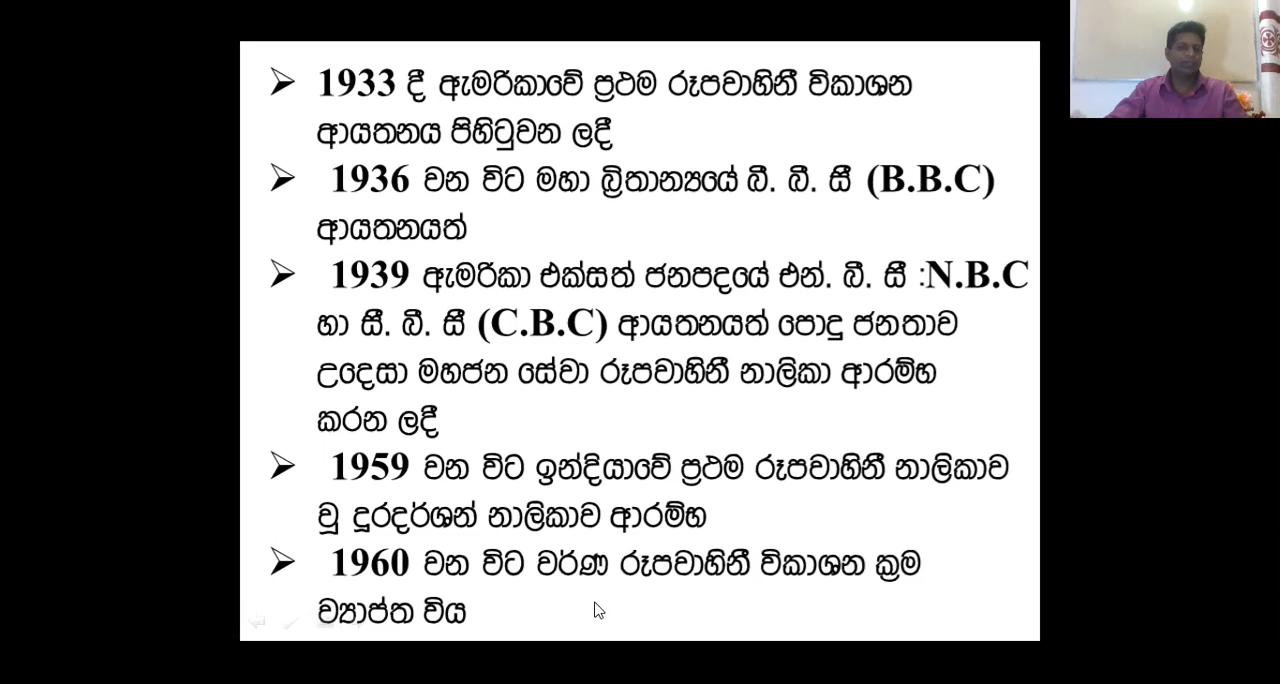 ➢ 1933 දී ඇමරිකාවේ ප්‍රථම රූපවාහිනී විකාශන
ආයතනය පිහිටුවන ලදී
➢ 1936 වන විට මහා බ්‍රිතාන්‍යයේ බී. බී. සී (B.B.C)
ආයතනයත්
➢ 1939 ඇමරිකා එක්සත් ජනපදයේ එන්. බී. සී :N.B.C
හා සී. බී. සී (C.B.C) ආයතනයත් පොදු ජනතාව
උදෙසා මහජන සේවා රූපවාහිනී නාලිකා ආරම්භ
කරන ලදී
➢ 1959 වන විට ඉන්දියාවේ ප්‍රථම රූපවාහිනී නාලිකාව
වූ දූරදර්ශන් නාලිකාව ආරම්භ
➢ 1960 වන විට වර්ණ රූපවාහිනී විකාශන ක්‍රම
ව්‍යාප්ත විය